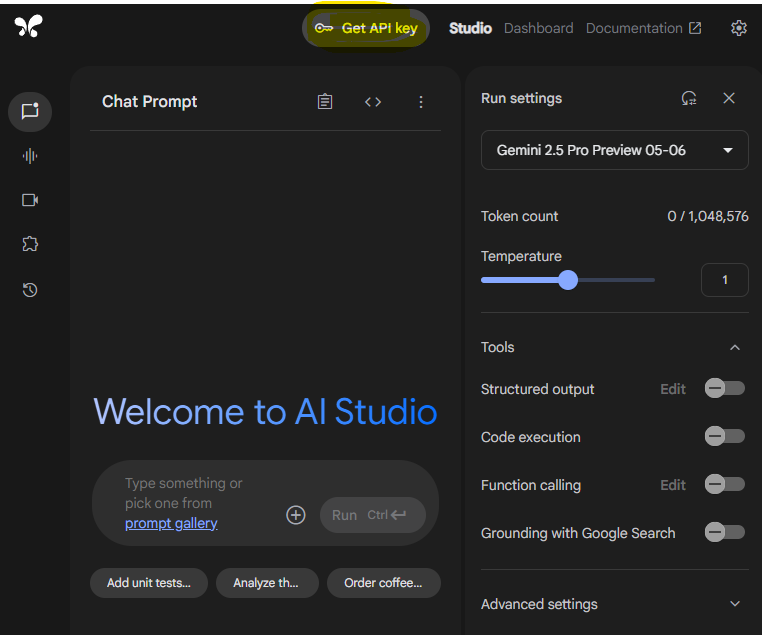 Get API key
Studio
Dashboard
Documentation
Chat Prompt
Welcome to AI Studio
Type something or
pick one from
prompt gallery
Run Ctrl
Add unit tests...
Analyze th...
Order coffee...
Run settings
Gemini 2.5 Pro Preview 05-06
Token count 0 / 1,048,576
Temperature
1
Tools
Structured output Edit
Code execution
Function calling Edit
Grounding with Google Search
Advanced settings